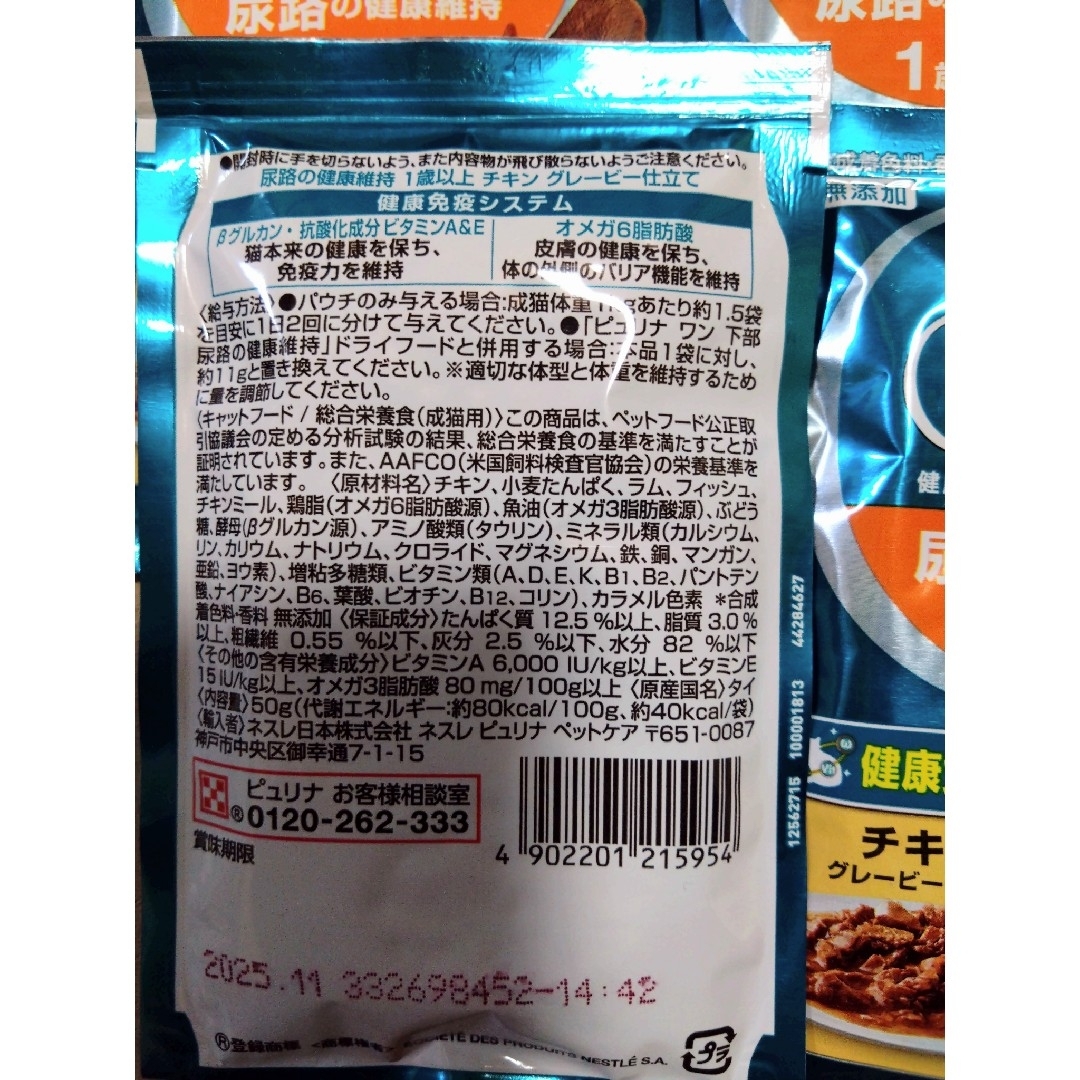 尿路の健康維持
尿路の
1歳
●開封時に手を切らないよう、また内容物が飛び散らないようご注意ください。
尿路の健康維持 1歳以上 チキン グレービー仕立て
健康免疫システム
βグルカン・抗酸化成分 ビタミンA&E
猫本来の健康を保ち、
免疫力を維持
オメガ6脂肪酸
皮膚の健康を保ち、
体の外側のバリア機能を維持
〈給与方法〉●パウチのみ与える場合:成猫体重 あたり約1.5袋
を目安に1日2回に分けて与えてください。●「ピュリナ ワン 下部
尿路の健康維持」ドライフードと併用する場合:本品1袋に対し、
約11gと置き換えてください。※適切な体型と体重を維持するため
に量を調節してください。
〈キャットフード / 総合栄養食(成猫用)〉この商品は、ペットフード公正取
引協議会の定める分析試験の結果、総合栄養食の基準を満たすことが
証明されています。また、AAFCO(米国飼料検査官協会)の栄養基準を
満たしています。 〈原材料名〉チキン、小麦たんぱく、ラム、フィッシュ、
チキンミール、鶏脂(オメガ6脂肪酸源)、魚油(オメガ3脂肪酸源)、ぶどう
糖、酵母(βグルカン源)、アミノ酸類(タウリン)、ミネラル類(カルシウム、
リン、カリウム、ナトリウム、クロライド、マグネシウム、鉄、銅、マンガン、
亜鉛、ヨウ素)、増粘多糖類、ビタミン類(A、D、E、K、B1、B2、パントテン
酸、ナイアシン、B6、葉酸、ビオチン、B12、コリン)、カラメル色素 *合成
着色料・香料 無添加 〈保証成分〉たんぱく質 12.5 %以上、脂質 3.0 %
以上、粗繊維 0.55 %以下、灰分 2.5 %以下、水分 82 %以下
〈その他の含有栄養成分〉ビタミンA 6,000 IU/kg以上、ビタミンE
15 IU/kg以上、オメガ3脂肪酸 80 mg/100g以上 〈原産国名〉タイ
〈内容量〉50g(代謝エネルギー:約80kcal/100g、約40kcal/袋)
〈輸入者〉ネスレ日本株式会社 ネスレ ピュリナ ペットケア 〒651-0087
神戸市中央区御幸通7-1-15
ピュリナ お客様相談室
®0120-262-333
賞味期限
4 902201 215954
2025.11 332698452-14:42
®登録商標 SOCIÉTÉ DES PRODUITS NESTLÉ S.A.
プラ
12562715 100001813 44284627
無添加
健
尿
健康
チキ
グレービー